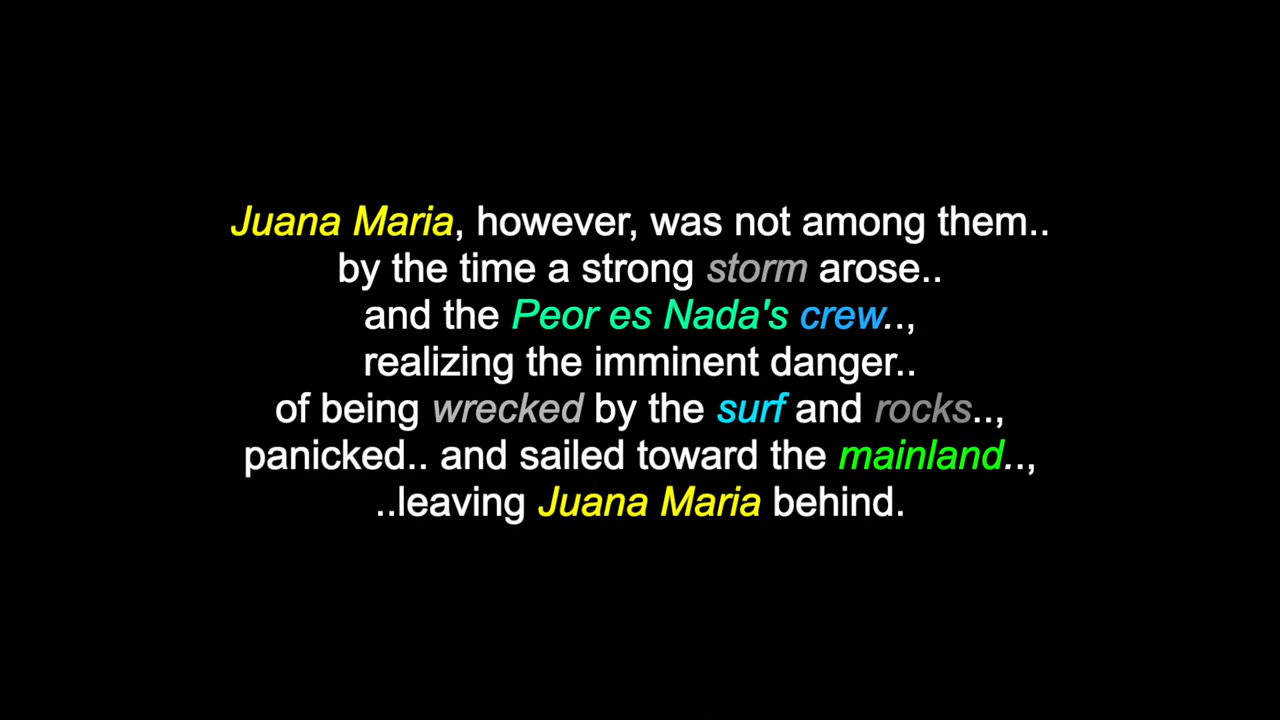 Juana Maria, however, was not among them..
by the time a strong storm arose..
and the Peor es Nada's crew..,
realizing the imminent danger..
of being wrecked by the surf and rocks..,
panicked.. and sailed toward the mainland..,
..leaving Juana Maria behind.